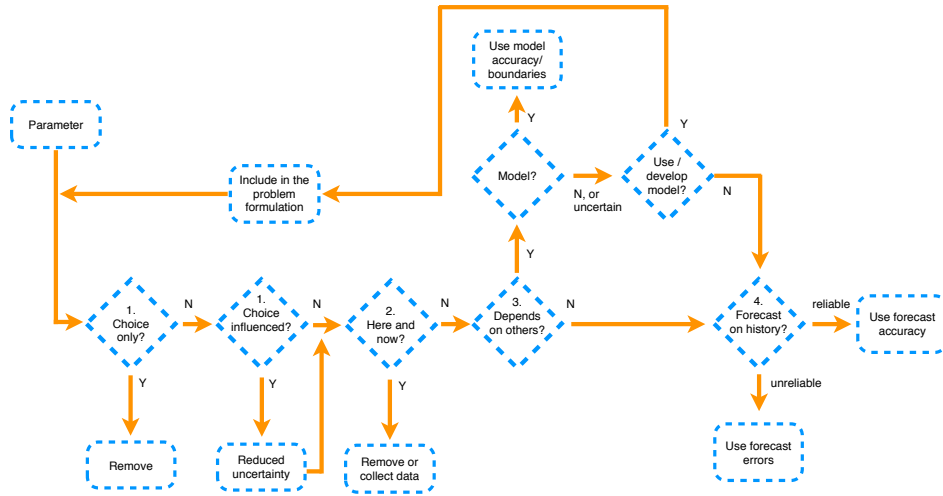 Use model
accuracy/
boundaries
Parameter
Y
Y
Include in the
problem
formulation
Model?
Use /
develop
model?
N, or
uncertain
N
Y
1.
Choice
only?
N
1.
Choice
influenced?
N
2.
Here and
now?
N
3.
Depends
on others?
N
4.
Forecast
on history?
reliable
Use forecast
accuracy
Y
Y
Y
unreliable
Remove
Reduced
uncertainty
Remove or
collect data
Use forecast
errors